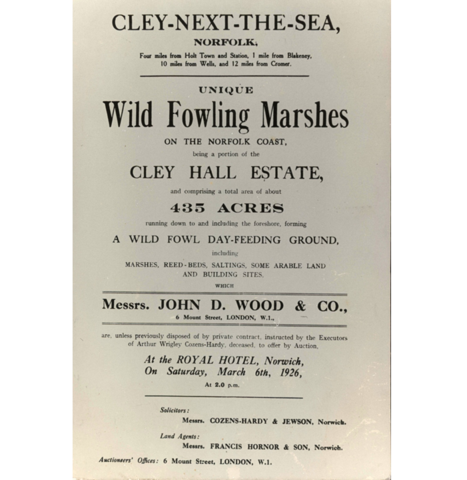 CLEY-NEXT-THE-SEA,
NORFOLK,
Four miles from Holt Town and Station, 1 mile from Blakeney,
10 miles from Wells, and 12 miles from Cromer.
UNIQUE
Wild Fowling Marshes
ON THE NORFOLK COAST,
being a portion of the
CLEY HALL ESTATE,
and comprising a total area of about
435 ACRES
running down to and including the foreshore, forming
A WILD FOWL DAY-FEEDING GROUND,
including
MARSHES, REED-BEDS, SALTINGS, SOME ARABLE LAND
AND BUILDING SITES.
WHICH
Messrs. JOHN D. WOOD & CO.,
6 Mount Street, LONDON, W.1.,
are, unless previously disposed of by private contract, instructed by the Executors
of Arthur Wrigley Cozens-Hardy, deceased, to offer by Auction,
At the ROYAL HOTEL, Norwich,
On Saturday, March 6th, 1926,
At 3.0 p.m.
Solicitors:
Messrs. COZENS-HARDY & JEWSON, Norwich.
Land Agents:
Messrs. FRANCIS HORNOR & SON, Norwich.
Auctioneers' Offices: 6 Mount Street, LONDON, W.1.